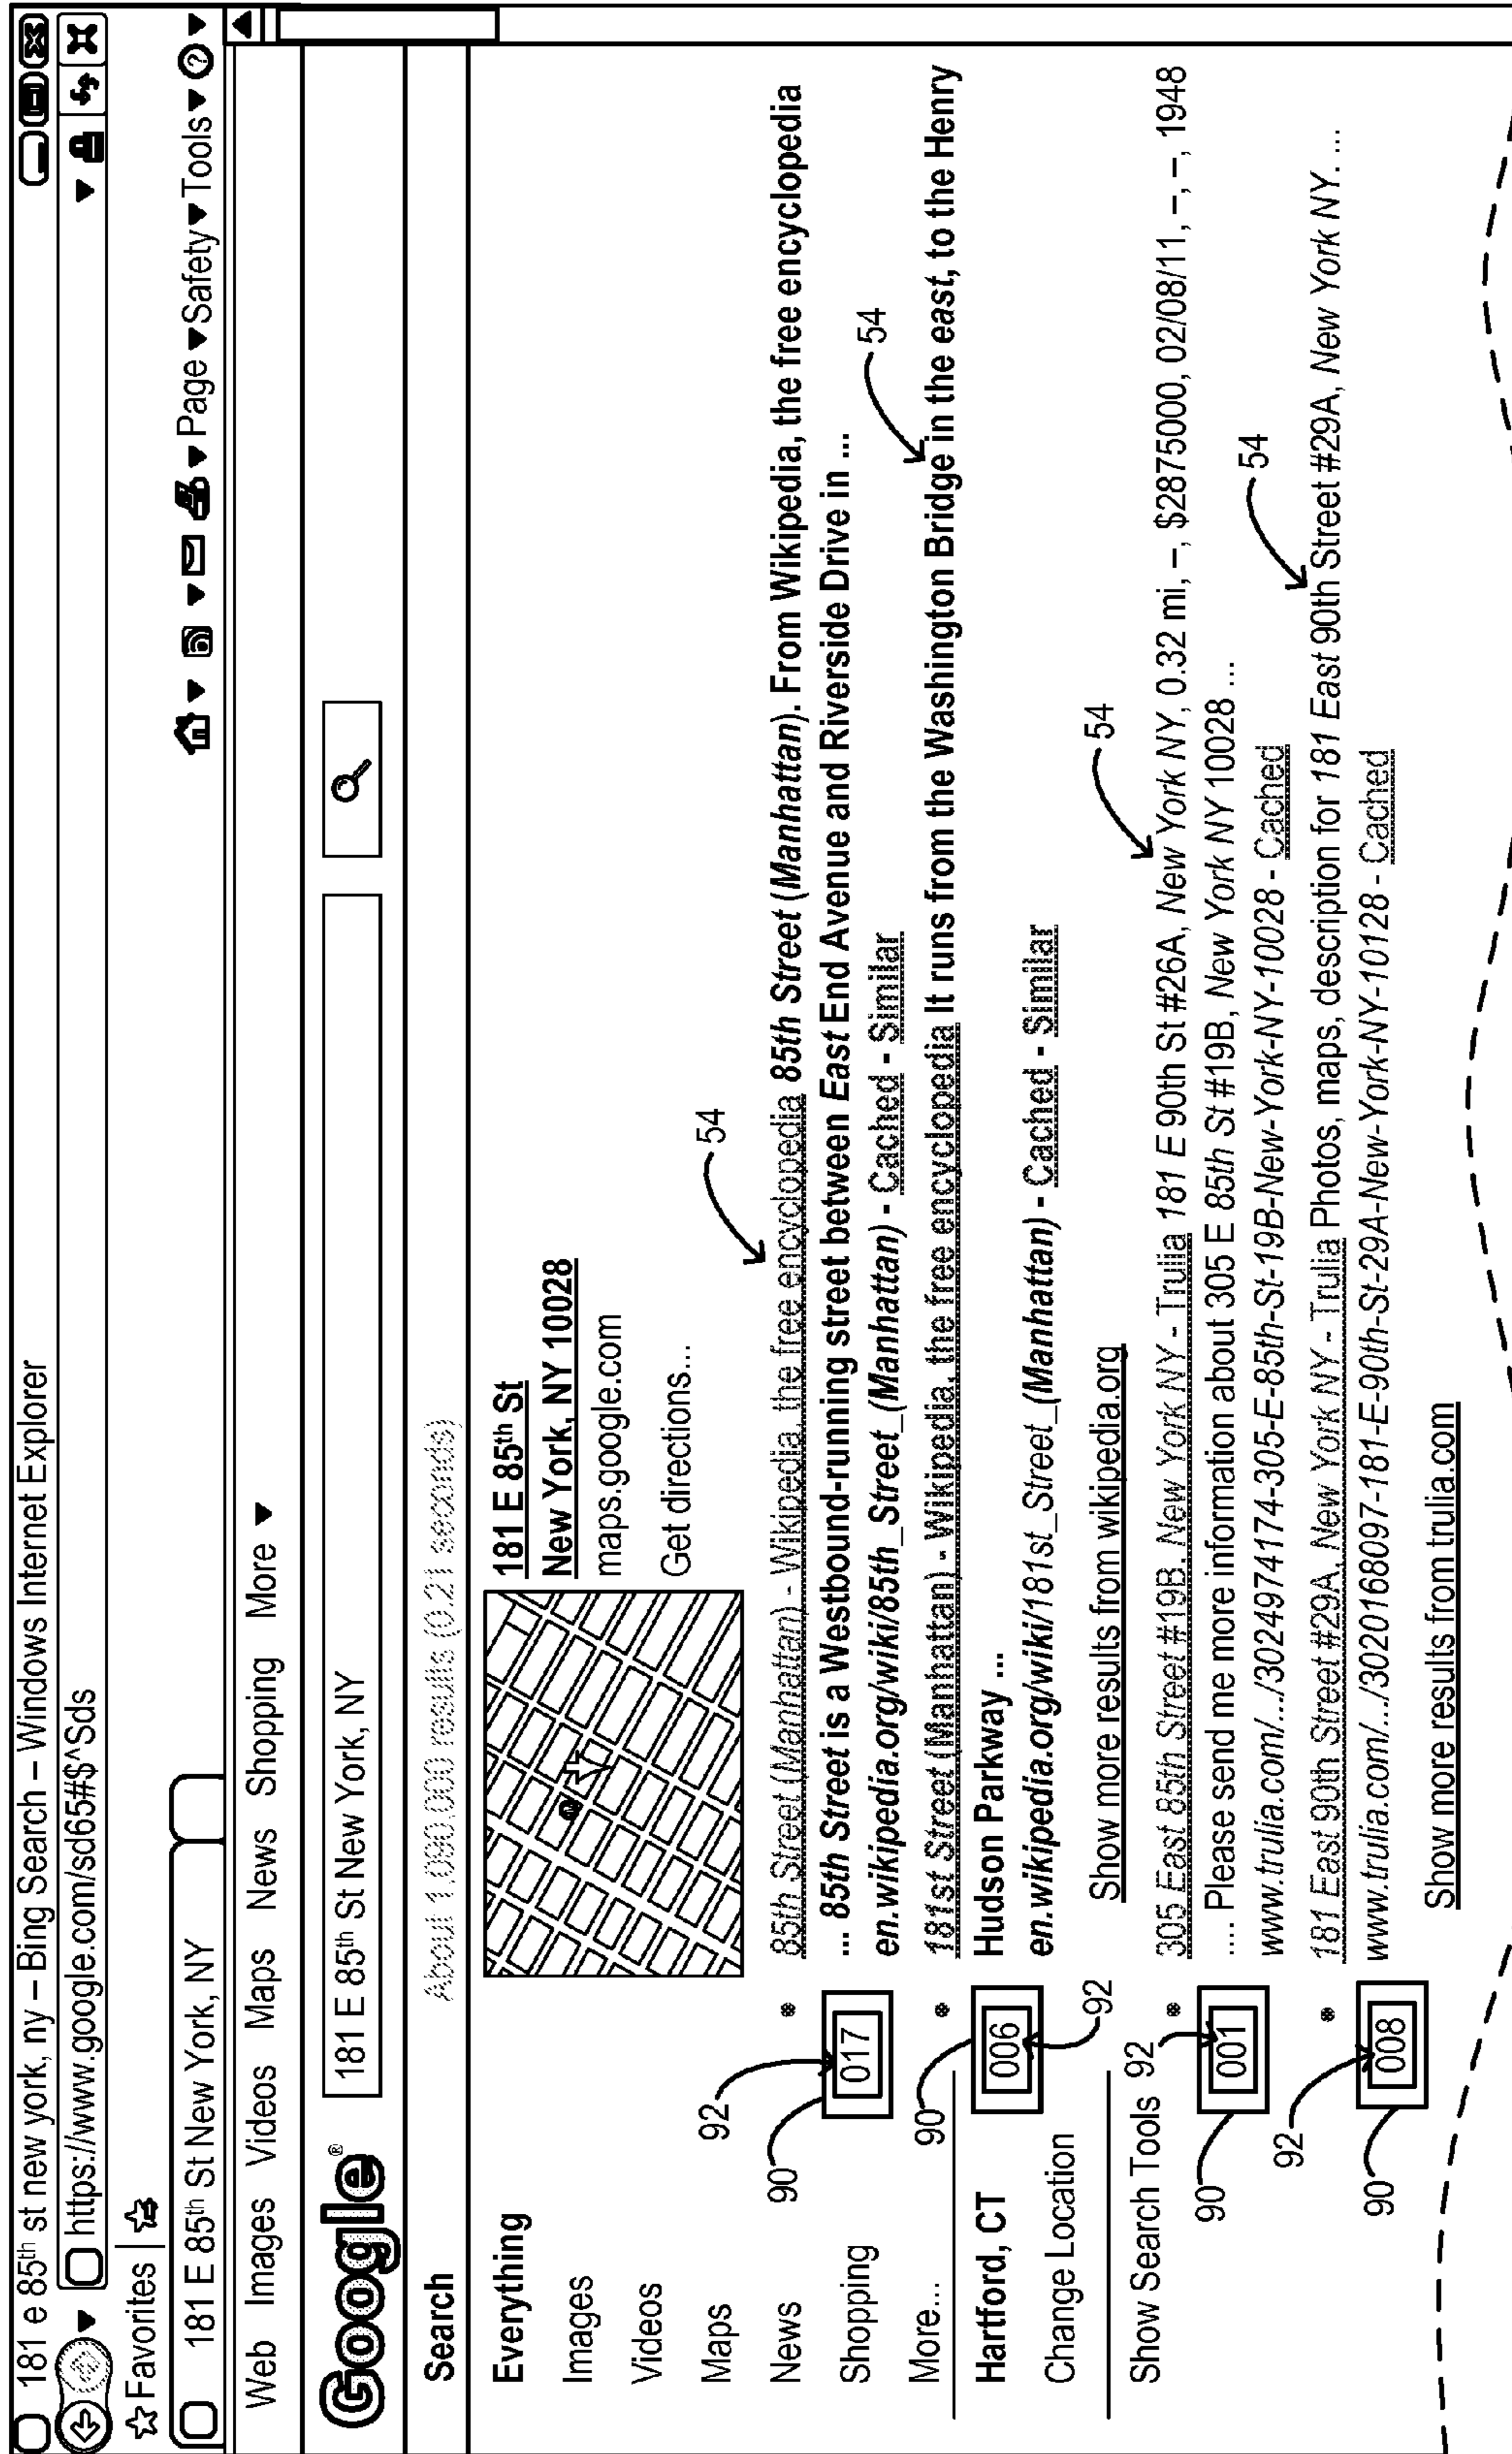 181 e 85th st new york, ny – Bing Search – Windows Internet Explorer
https://www.google.com/sd65#$^Sds
Favorites
181 E 85th St New York, NY
Page Safety Tools
Web Images Videos Maps News Shopping More
Google® 181 E 85th St New York, NY
Search About 1,090,000 results (0.21 seconds)
Everything
Images
Videos
Maps
News
Shopping
More...
Hartford, CT
Change Location
Show Search Tools
181 E 85th St
New York, NY 10028
maps.google.com
Get directions...
54
85th Street (Manhattan) - Wikipedia, the free encyclopedia 85th Street (Manhattan). From Wikipedia, the free encyclopedia
... 85th Street is a Westbound-running street between East End Avenue and Riverside Drive in ...
en.wikipedia.org/wiki/85th_Street_(Manhattan) - Cached - Similar
92
90
017
54
181st Street (Manhattan) - Wikipedia, the free encyclopedia It runs from the Washington Bridge in the east, to the Henry
Hudson Parkway ...
en.wikipedia.org/wiki/181st_Street_(Manhattan) - Cached - Similar
90
006
92
Show more results from wikipedia.org
54
305 East 85th Street #19B, New York NY - Trulia 181 E 90th St #26A, New York NY, 0.32 mi, –, $2875000, 02/08/11, –, –, 1948
.... Please send me more information about 305 E 85th St #19B, New York NY 10028 ...
www.trulia.com/.../3024974174-305-E-85th-St-19B-New-York-NY-10028 - Cached
92
001
90
54
181 East 90th Street #29A, New York NY - Trulia Photos, maps, description for 181 East 90th Street #29A, New York NY. ...
www.trulia.com/.../3020168097-181-E-90th-St-29A-New-York-NY-10128 - Cached
92
008
90
Show more results from trulia.com